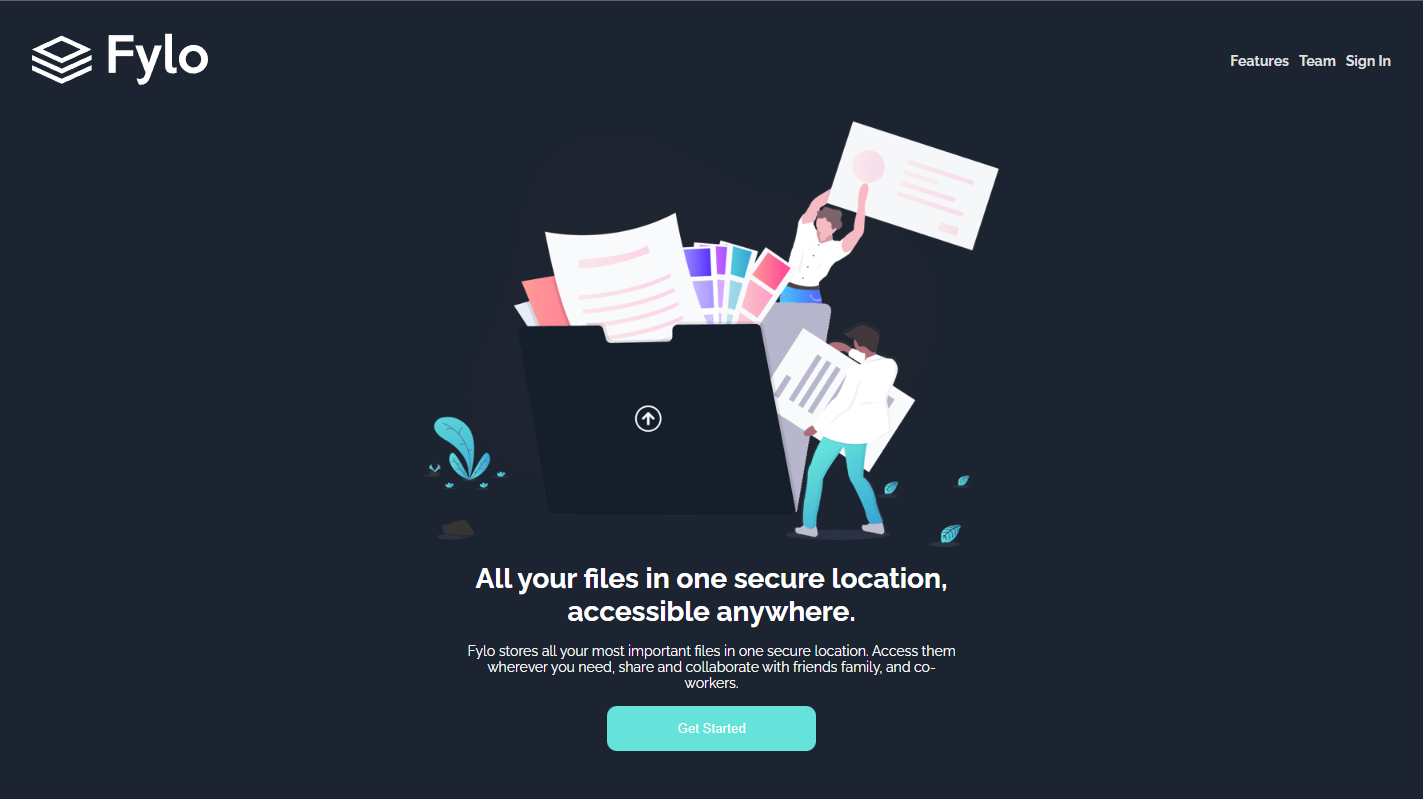 Fylo
Features Team Sign In
All your files in one secure location,
accessible anywhere.
Fylo stores all your most important files in one secure location. Access them
wherever you need, share and collaborate with friends family, and co-
workers.
Get Started